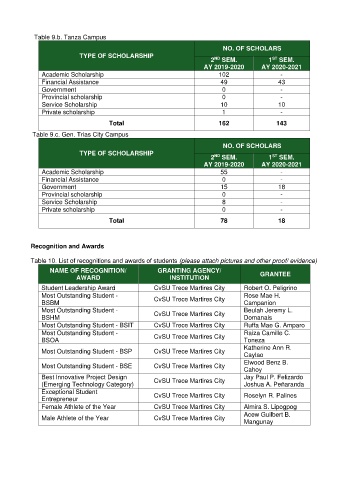 Table 9.b. Tanza Campus
TYPE OF SCHOLARSHIP
NO. OF SCHOLARS
2ND SEM. AY 2019-2020
1ST SEM. AY 2020-2021
Academic Scholarship 102 -
Financial Assistance 49 43
Government 0 -
Provincial scholarship 0 -
Service Scholarship 10 10
Private scholarship 1 -
Total 162 143
Table 9.c. Gen. Trias City Campus
TYPE OF SCHOLARSHIP
NO. OF SCHOLARS
2ND SEM. AY 2019-2020
1ST SEM. AY 2020-2021
Academic Scholarship 55 -
Financial Assistance 0 -
Government 15 18
Provincial scholarship 0 -
Service Scholarship 8 -
Private scholarship 0 -
Total 78 18
Recognition and Awards
Table 10. List of recognitions and awards of students (please attach pictures and other proof/ evidence)
NAME OF RECOGNITION/ AWARD
GRANTING AGENCY/ INSTITUTION
GRANTEE
Student Leadership Award CvSU Trece Martires City Robert O. Peligrino
Most Outstanding Student - BSBM CvSU Trece Martires City Rose Mae H. Campanion
Most Outstanding Student - BSHM CvSU Trece Martires City Beulah Jeremy L. Domanais
Most Outstanding Student - BSIT CvSU Trece Martires City Ruffa Mae G. Amparo
Most Outstanding Student - BSOA CvSU Trece Martires City Raiza Camille C. Toneza
Most Outstanding Student - BSP CvSU Trece Martires City Katherine Ann R. Caylao
Most Outstanding Student - BSE CvSU Trece Martires City Elwood Benz B. Cahoy
Best Innovative Project Design (Emerging Technology Category) CvSU Trece Martires City Jay Paul P. Felizardo Joshua A. Peñaranda
Exceptional Student Entrepreneur CvSU Trece Martires City Roselyn R. Palines
Female Athlete of the Year CvSU Trece Martires City Almira S. Lipogpog
Male Athlete of the Year CvSU Trece Martires City Acew Guilbert B. Mangunay